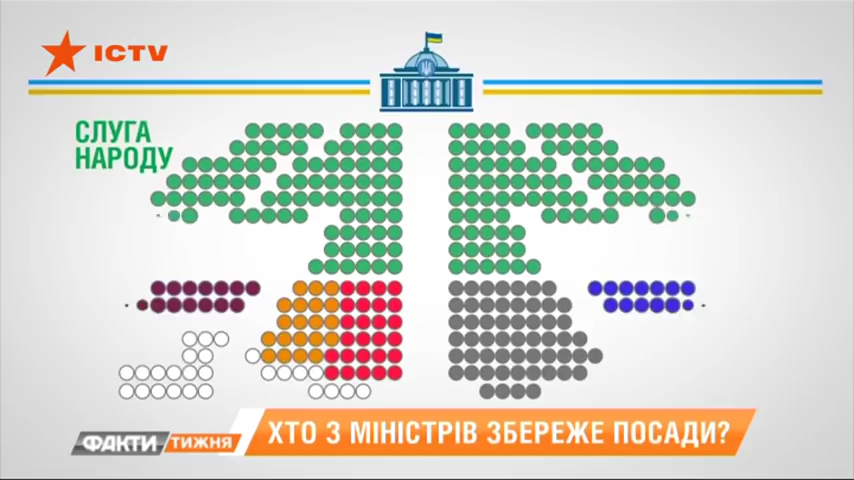 ICTV
СЛУГА
НАРОДУ
ФАКТИ ТИЖНЯ
ХТО З МІНІСТРІВ ЗБЕРЕЖЕ ПОСАДИ?